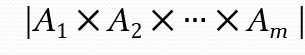 |A₁ × A₂ × ··· × Aₘ |